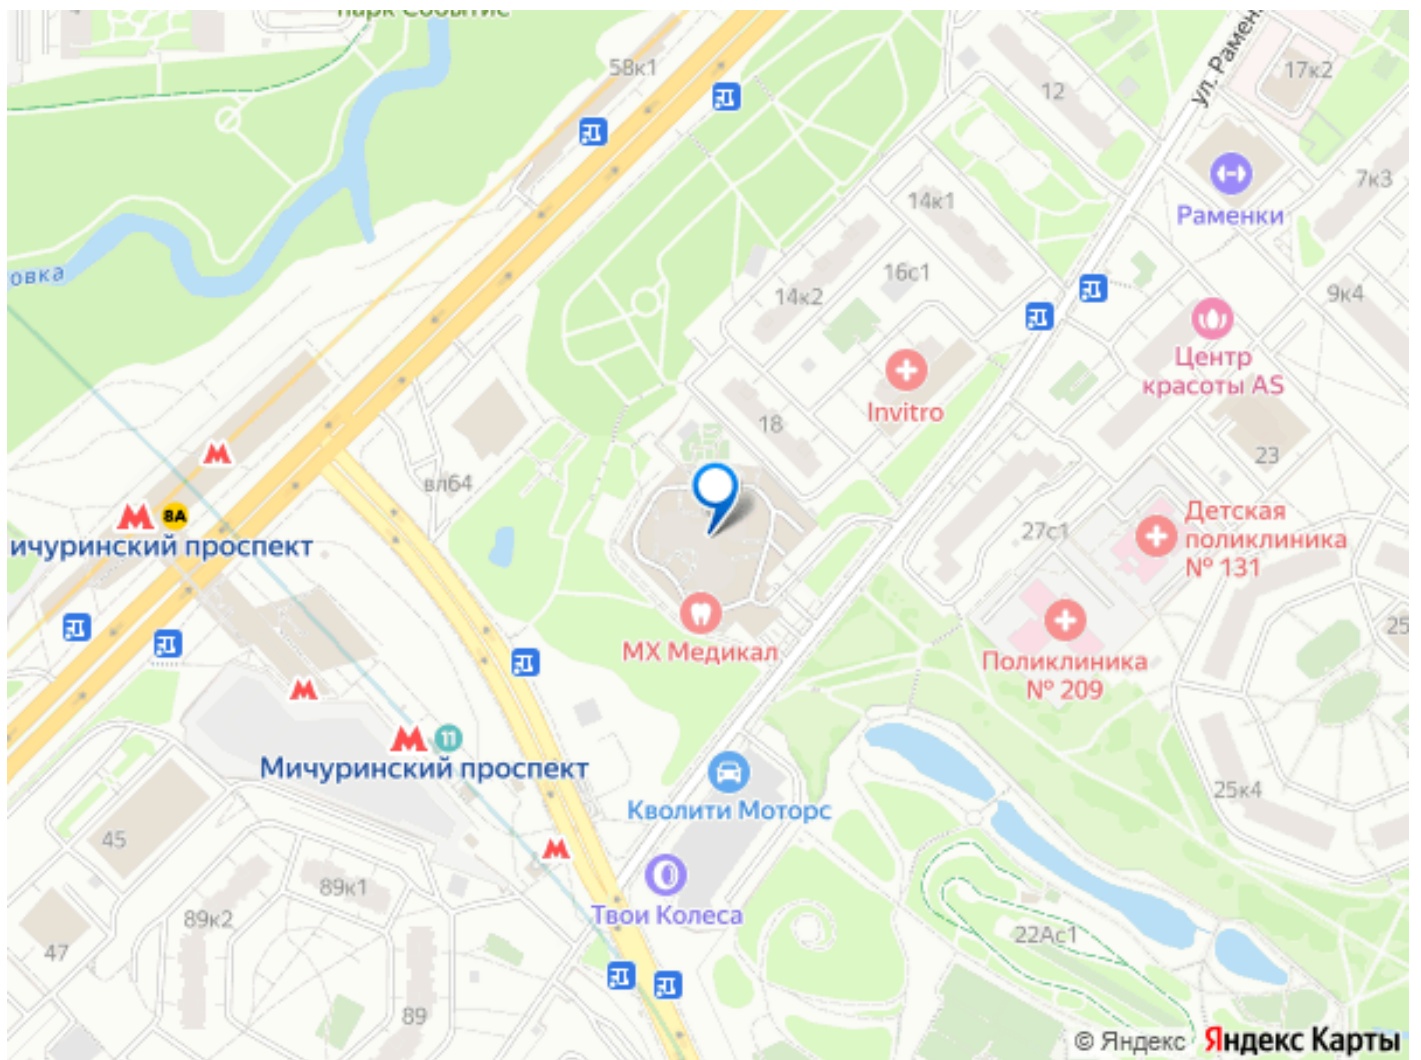 парк Событие
58к1
12
17к2
ул. Рамен
7к3
Раменки
14к1
16с1
14к2
9к4
овка
Центр
красоты AS
Invitro
18
23
вл64
8А
ичуринский проспект
27с1
Детская
поликлиника
№ 131
МХ Медикал
Поликлиника
№ 209
25
11
Мичуринский проспект
Кволити Моторс
25к4
45
89к1
Твои Колеса
89к2
22Ас1
47
89
© Яндекс Яндекс Карты